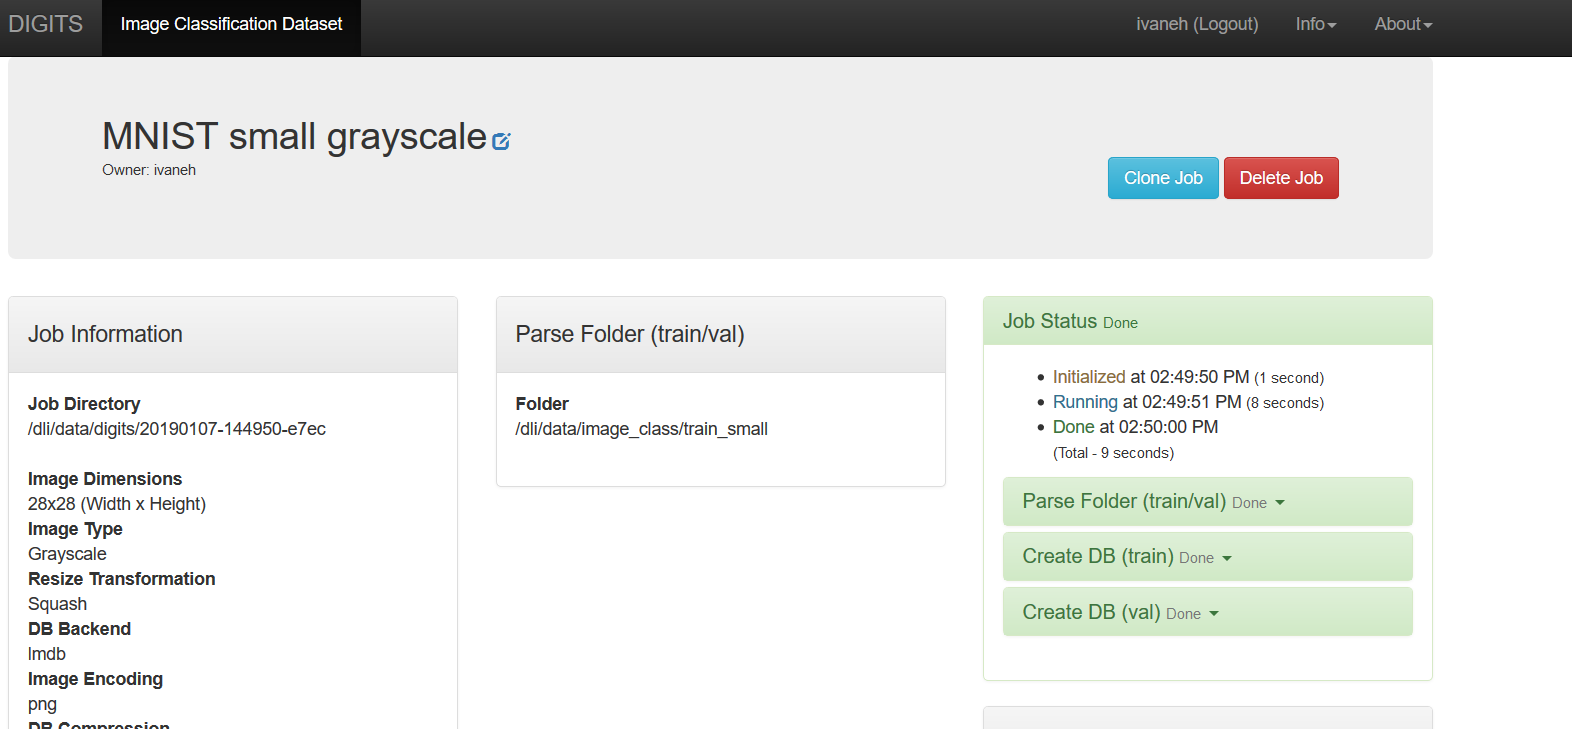 DIGITS
Image Classification Dataset
ivaneh (Logout)
Info
About
MNIST small grayscale
Owner: ivaneh
Clone Job
Delete Job
Job Information
Job Directory
/dli/data/digits/20190107-144950-e7ec
Image Dimensions
28x28 (Width x Height)
Image Type
Grayscale
Resize Transformation
Squash
DB Backend
lmdb
Image Encoding
png
DB Compression
Parse Folder (train/val)
Folder
/dli/data/image_class/train_small
Job Status Done
Initialized at 02:49:50 PM (1 second)
Running at 02:49:51 PM (8 seconds)
Done at 02:50:00 PM
(Total - 9 seconds)
Parse Folder (train/val) Done
Create DB (train) Done
Create DB (val) Done